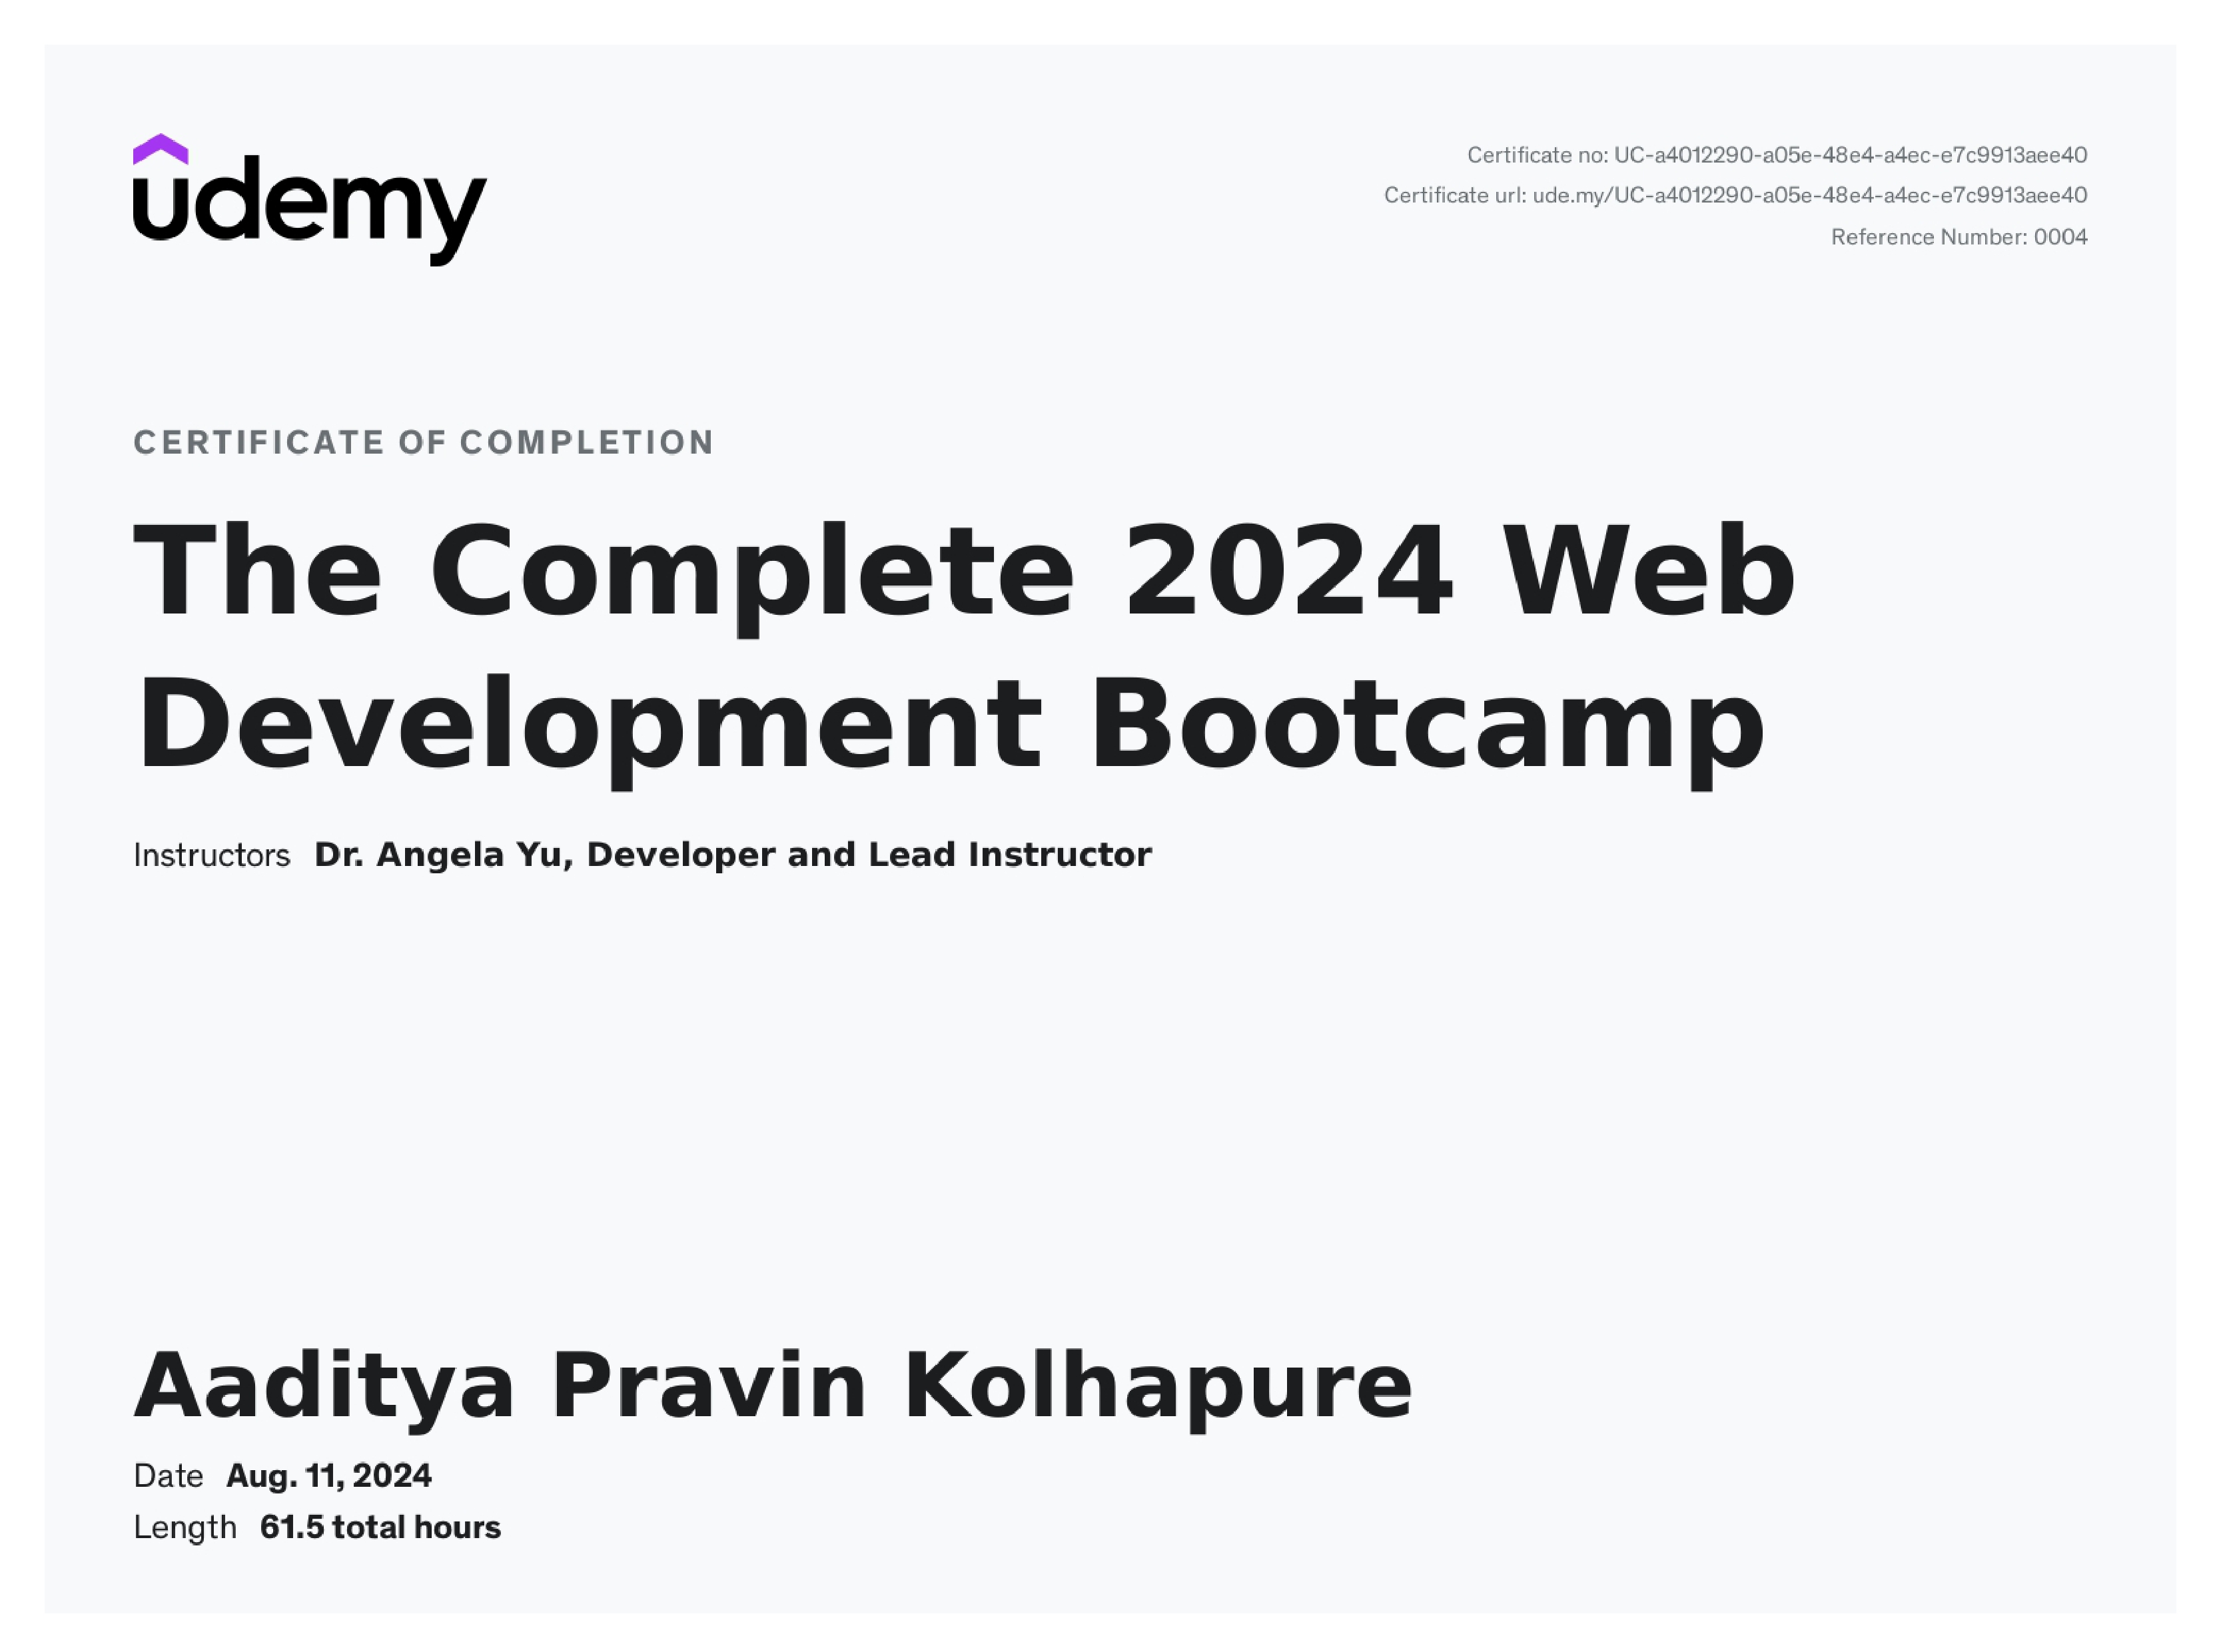 udemy
Certificate no: UC-a4012290-a05e-48e4-a4ec-e7c9913aee40
Certificate url: ude.my/UC-a4012290-a05e-48e4-a4ec-e7c9913aee40
Reference Number: 0004
CERTIFICATE OF COMPLETION
The Complete 2024 Web
Development Bootcamp
Instructors Dr. Angela Yu, Developer and Lead Instructor
Aaditya Pravin Kolhapure
Date Aug. 11, 2024
Length 61.5 total hours